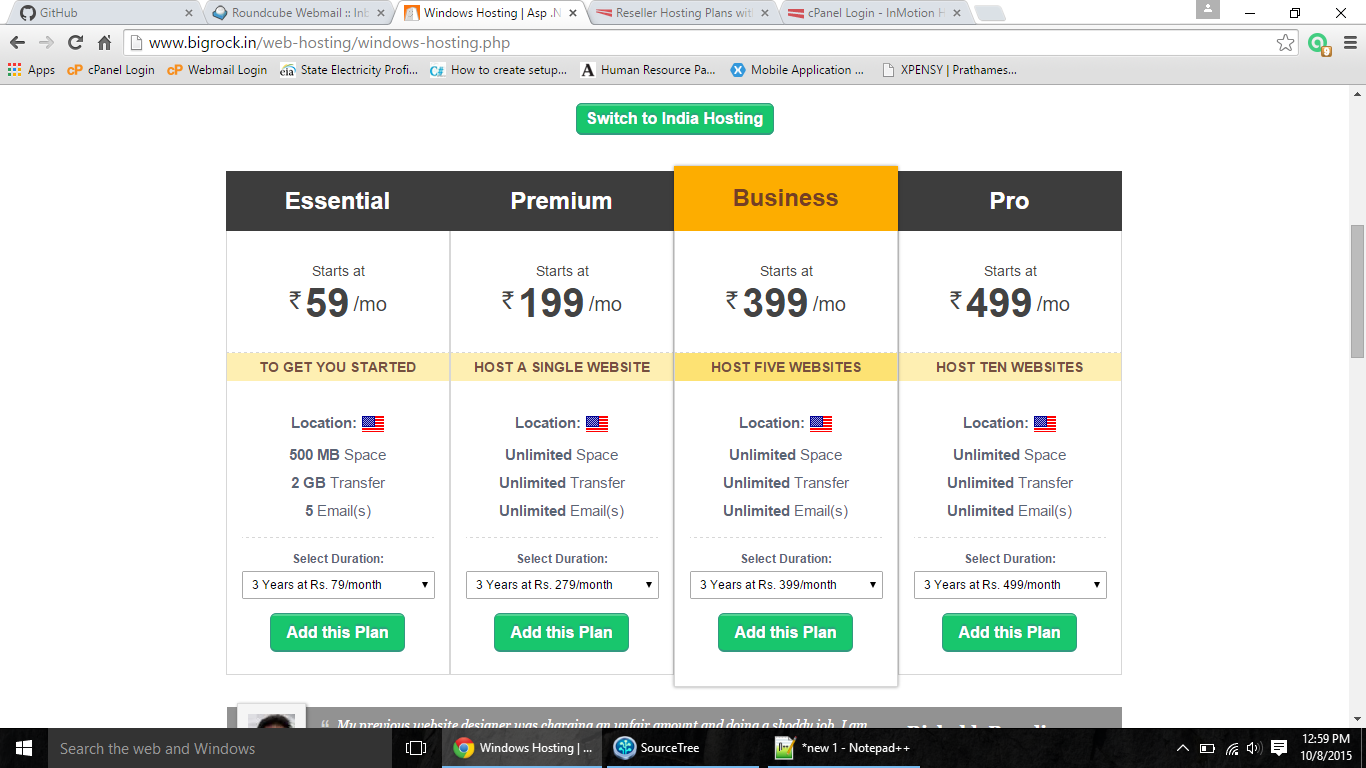 GitHub
Roundcube Webmail :: Inb
Windows Hosting | Asp .N
Reseller Hosting Plans wit
cPanel Login - InMotion H
www.bigrock.in/web-hosting/windows-hosting.php
Apps
cP cPanel Login
cP Webmail Login
eia State Electricity Profi...
C# How to create setup...
A Human Resource Pa...
Mobile Application ...
XPENSY | Prathames...
Switch to India Hosting
Essential
Premium
Business
Pro
Starts at
₹ 59 /mo
Starts at
₹ 199 /mo
Starts at
₹ 399 /mo
Starts at
₹ 499 /mo
TO GET YOU STARTED
HOST A SINGLE WEBSITE
HOST FIVE WEBSITES
HOST TEN WEBSITES
Location:
500 MB Space
2 GB Transfer
5 Email(s)
Select Duration:
3 Years at Rs. 79/month
Add this Plan
Location:
Unlimited Space
Unlimited Transfer
Unlimited Email(s)
Select Duration:
3 Years at Rs. 279/month
Add this Plan
Location:
Unlimited Space
Unlimited Transfer
Unlimited Email(s)
Select Duration:
3 Years at Rs. 399/month
Add this Plan
Location:
Unlimited Space
Unlimited Transfer
Unlimited Email(s)
Select Duration:
3 Years at Rs. 499/month
Add this Plan
“ My previous website designer was charging an unfair amount and doing a shoddy job. I am
Search the web and Windows
Windows Hosting | ...
SourceTree
*new 1 - Notepad++
12:59 PM
10/8/2015